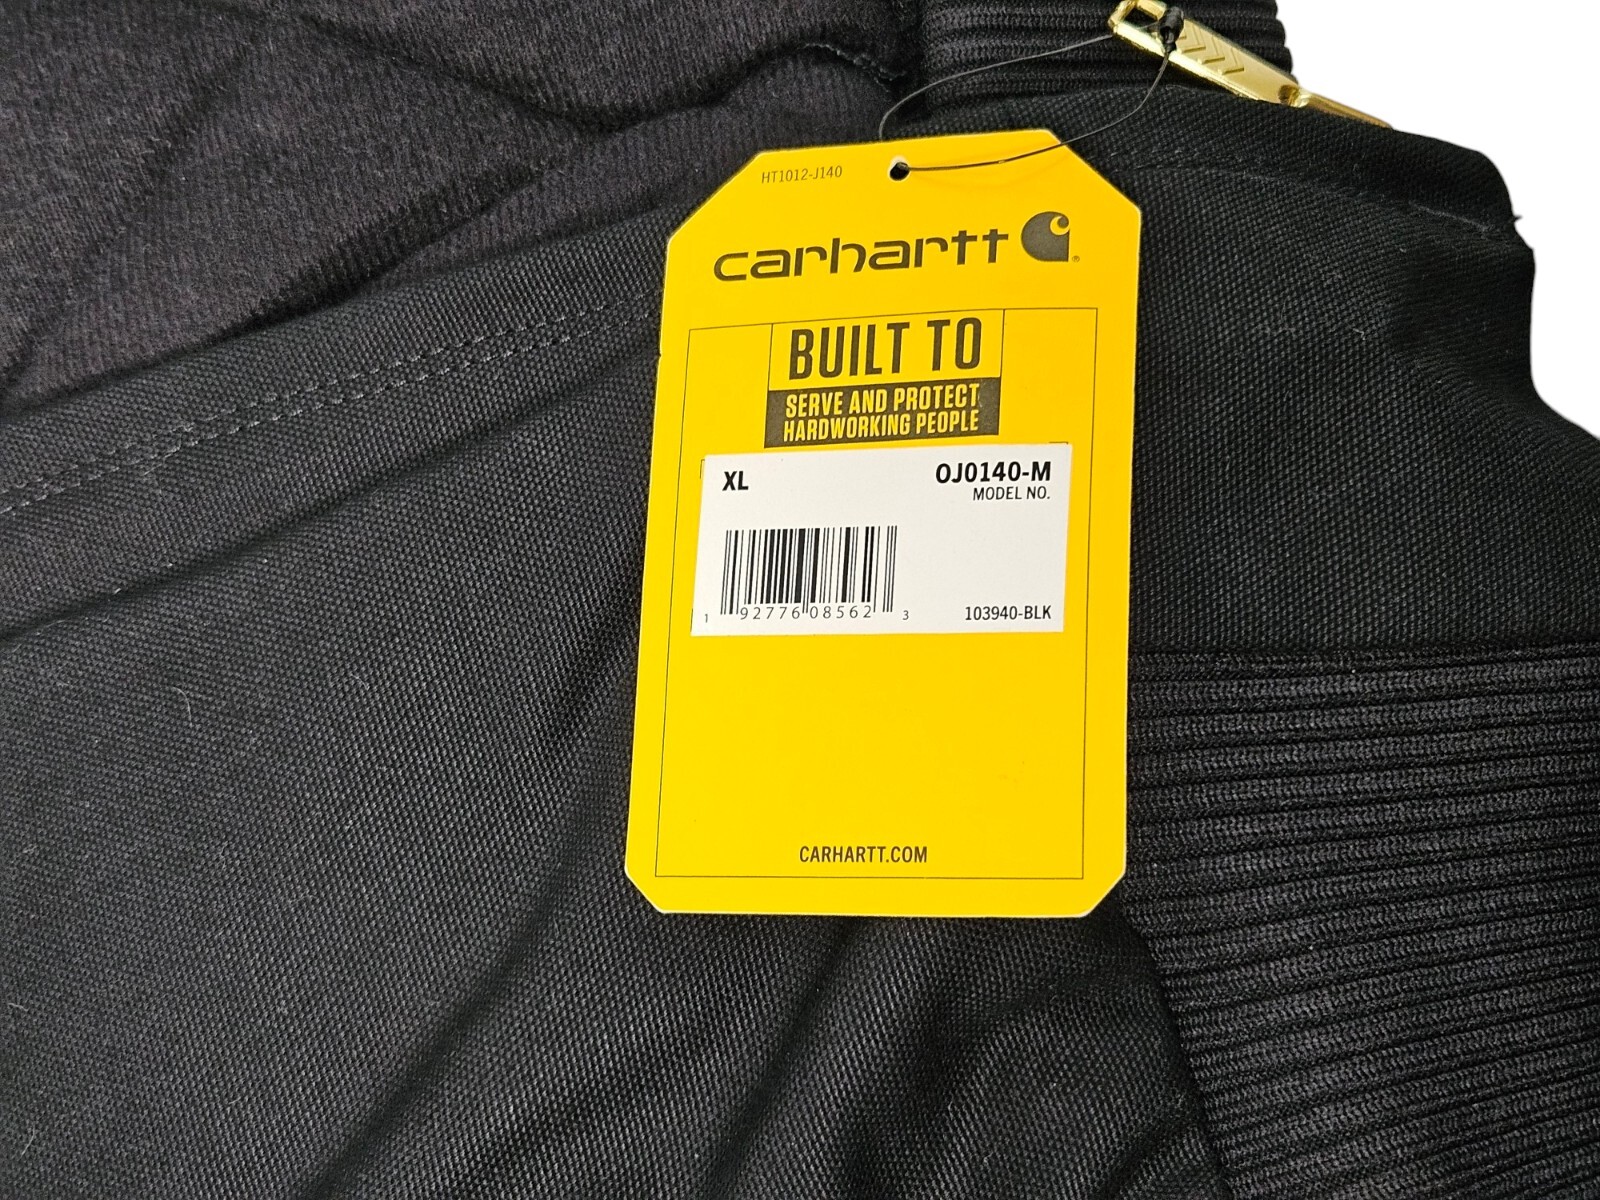 HT1012-J140
carhartt
BUILT TO
SERVE AND PROTECT
HARDWORKING PEOPLE
XL
OJ0140-M
MODEL NO.
1 92776 08562 3
103940-BLK
CARHARTT.COM